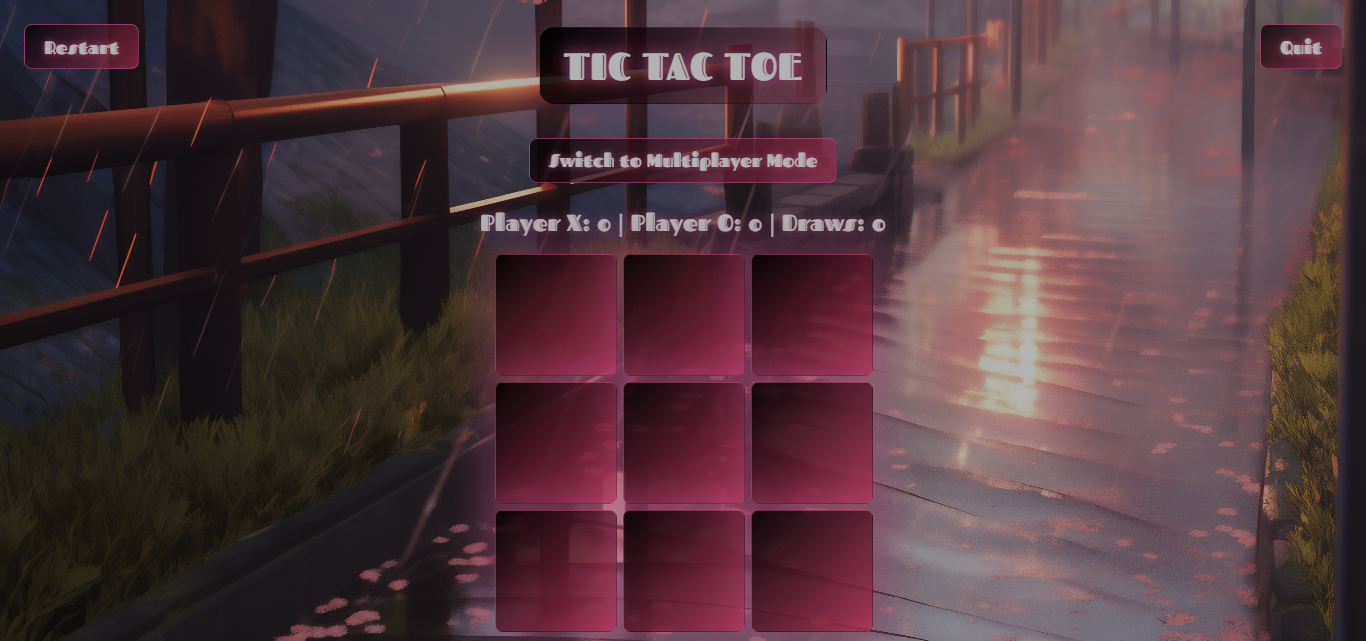 Restart
TIC TAC TOE
Quit
Switch to Multiplayer Mode
Player X: 0 | Player O: 0 | Draws: 0